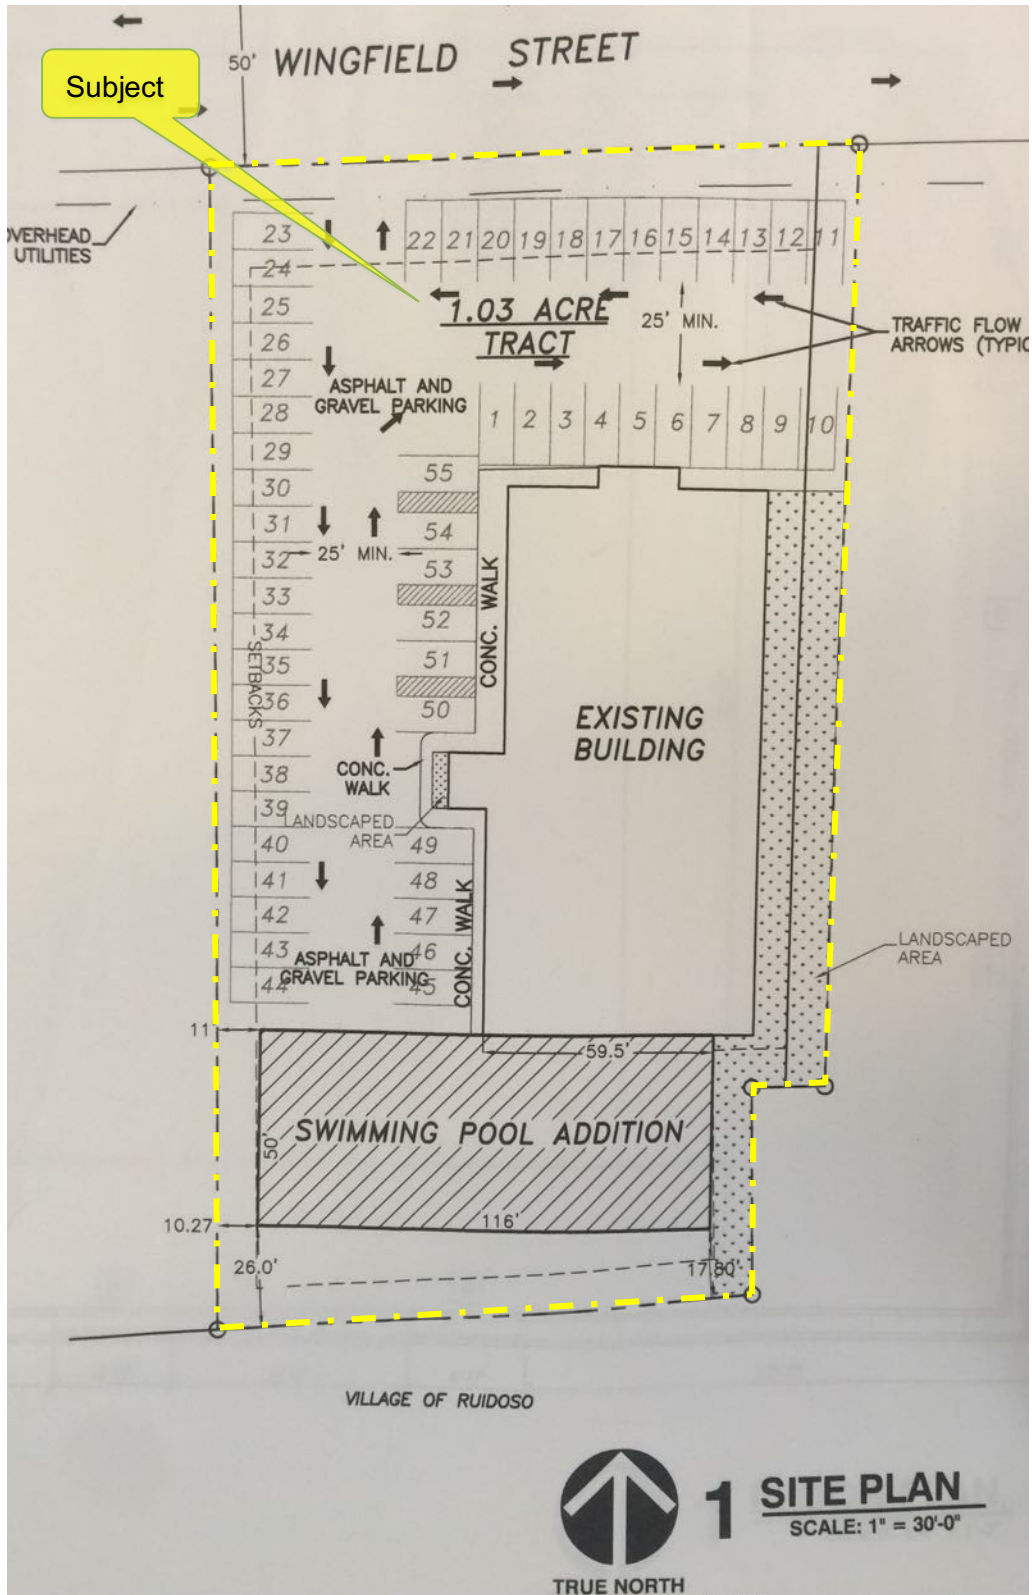 50' WINGFIELD STREET
Subject
OVERHEAD
UTILITIES
22 21 20 19 18 17 16 15 14 13 12 11
23
24
25
26
27
28
29
30
31
32
33
34
35
36
37
38
39
40
41
42
43
44
SETBACKS
1.03 ACRE
TRACT
25' MIN.
TRAFFIC FLOW
ARROWS (TYPIC
ASPHALT AND
GRAVEL PARKING
1 2 3 4 5 6 7 8 9 10
55
54
25' MIN.
53
52
51
50
CONC. WALK
EXISTING
BUILDING
CONC.
WALK
LANDSCAPED
AREA
49
48
47
46
45
CONC. WALK
ASPHALT AND
GRAVEL PARKING
LANDSCAPED
AREA
11
59.5'
SWIMMING POOL ADDITION
50'
10.27
116'
26.0'
17.80'
VILLAGE OF RUIDOSO
1 SITE PLAN
SCALE: 1" = 30'-0"
TRUE NORTH